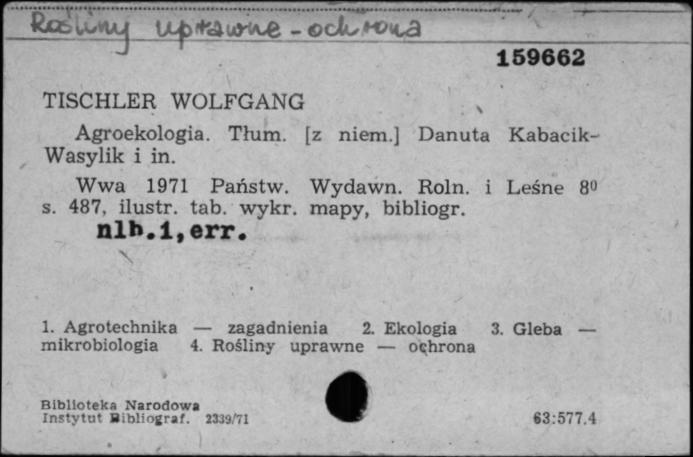 Rośliny uprawne - ochrona
159662
TISCHLER WOLFGANG
Agroekologia. Tłum. [z niem.] Danuta Kabacik-
Wasylik i in.
Wwa 1971 Państw. Wydawn. Roln. i Leśne 8⁰
s. 487, ilustr. tab. wykr. mapy, bibliogr.
nlb.1,err.
1. Agrotechnika — zagadnienia 2. Ekologia 3. Gleba —
mikrobiologia 4. Rośliny uprawne — ochrona
Biblioteka Narodowa
Instytut Bibliograf. 2339/71 63:577.4